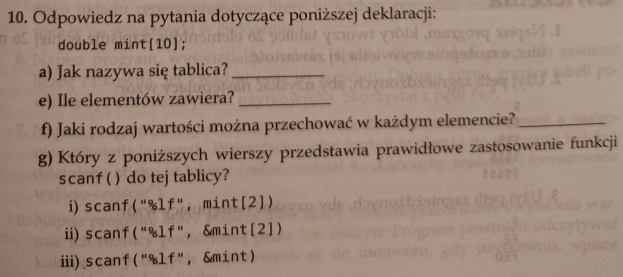 10. Odpowiedz na pytania dotyczące poniższej deklaracji:
double mint[10];
a) Jak nazywa się tablica? __________
e) Ile elementów zawiera? __________
f) Jaki rodzaj wartości można przechować w każdym elemencie? __________
g) Który z poniższych wierszy przedstawia prawidłowe zastosowanie funkcji
scanf() do tej tablicy?
i) scanf("%lf", mint[2])
ii) scanf("%lf", &mint[2])
iii) scanf("%lf", &mint)